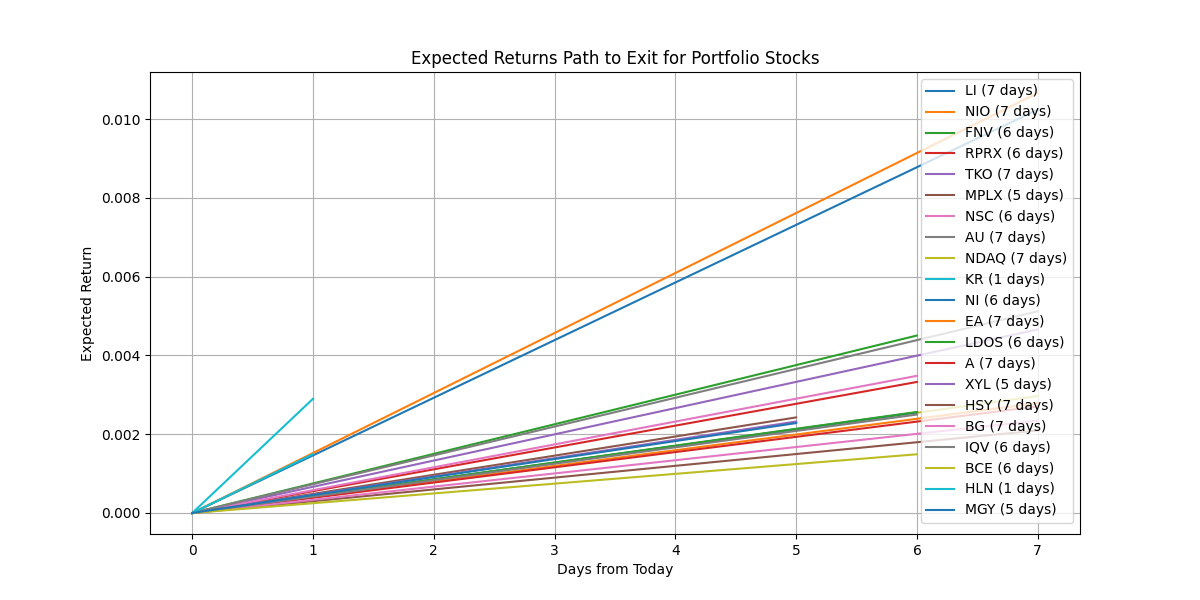 Expected Returns Path to Exit for Portfolio Stocks
0.010
0.008
0.006
0.004
0.002
0.000
Expected Return
0 1 2 3 4 5 6 7
Days from Today
LI (7 days)
NIO (7 days)
FNV (6 days)
RPRX (6 days)
TKO (7 days)
MPLX (5 days)
NSC (6 days)
AU (7 days)
NDAQ (7 days)
KR (1 days)
NI (6 days)
EA (7 days)
LDOS (6 days)
A (7 days)
XYL (5 days)
HSY (7 days)
BG (7 days)
IQV (6 days)
BCE (6 days)
HLN (1 days)
MGY (5 days)